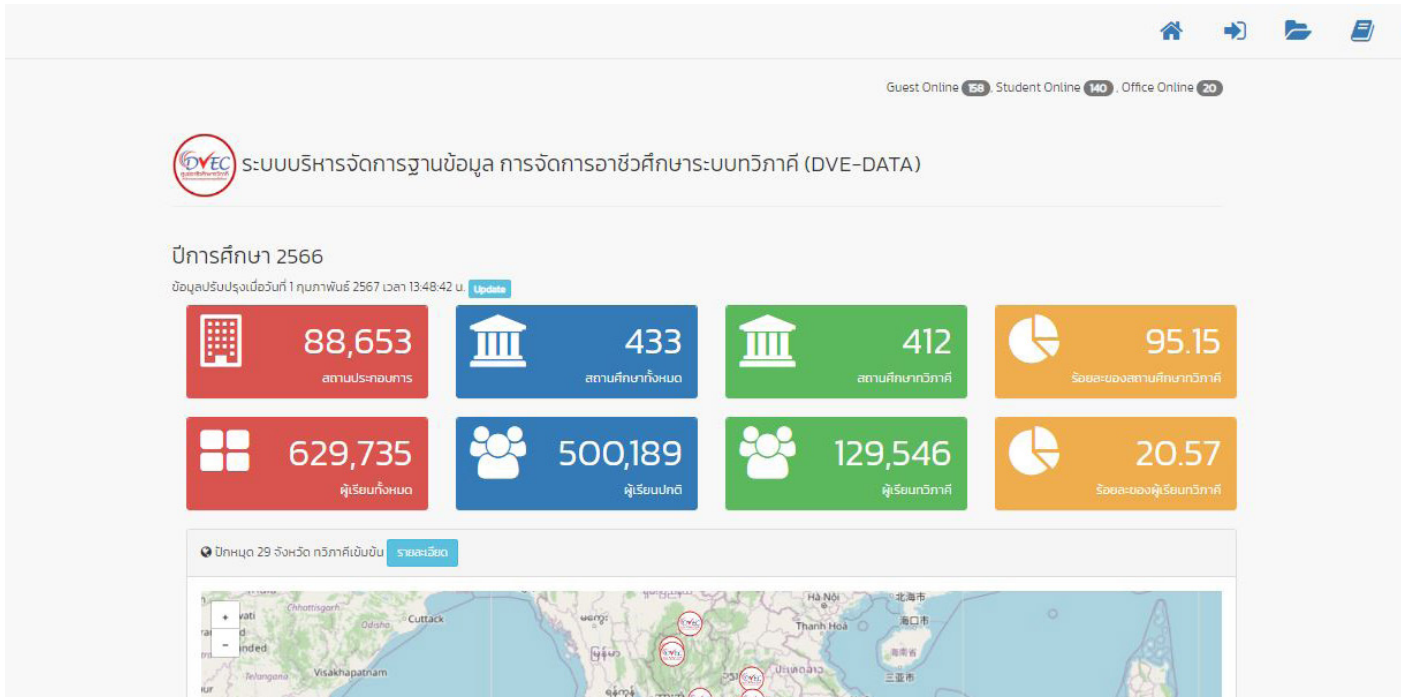 Guest Online 158, Student Online 140 , Office Online 20
DVEC
ระบบบริหารจัดการฐานข้อมูล การจัดการอาชีวศึกษาระบบทวิภาคี (DVE-DATA)
ปีการศึกษา 2566
ข้อมูลปรับปรุงเมื่อวันที่ 1 กุมภาพันธ์ 2567 เวลา 13:48:42 น. Update
88,653
สถานประกอบการ
433
สถานศึกษาทั้งหมด
412
สถานศึกษาทวิภาคี
95.15
ร้อยละของสถานศึกษาทวิภาคี
629,735
ผู้เรียนทั้งหมด
500,189
ผู้เรียนปกติ
129,546
ผู้เรียนทวิภาคี
20.57
ร้อยละของผู้เรียนทวิภาคี
ปักหมุด 29 จังหวัด ทวิภาคีเข้มข้น รายละเอียด
+
-
Chhattisgarh
Odisha
Cuttack
Telangana
Visakhapatnam
မကွေး
မြန်မာ
Hà Nội
Thanh Hoá
北海市
海口市
海南省
三亚市